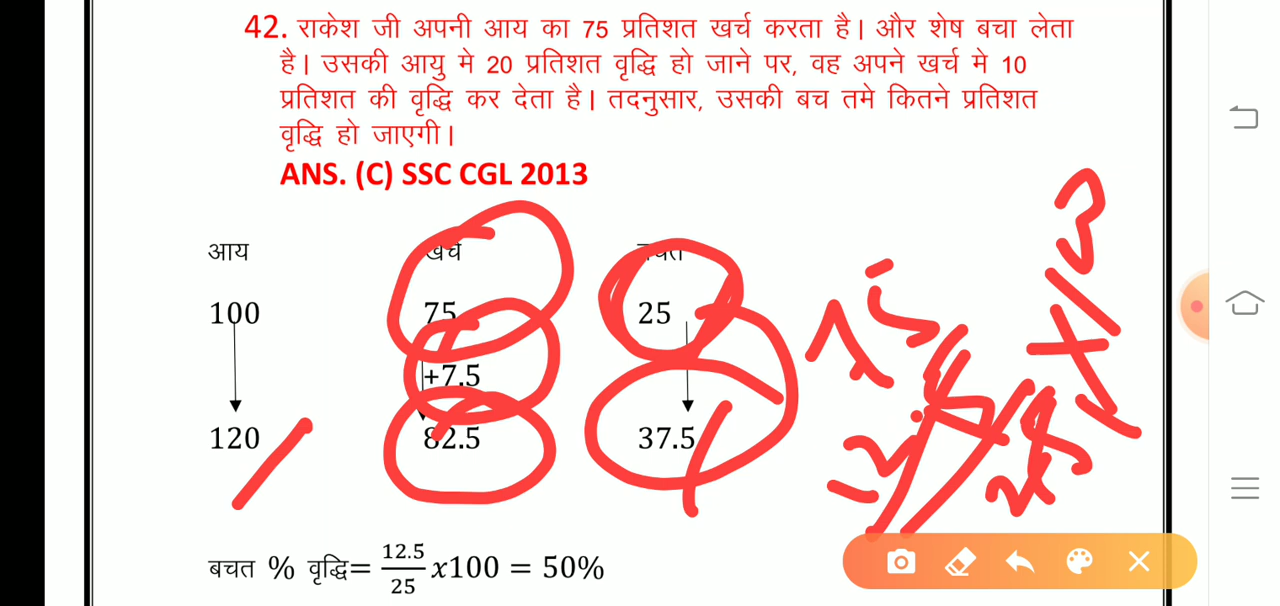 42. राकेश जी अपनी आय का 75 प्रतिशत खर्च करता है। और शेष बचा लेता
है। उसकी आयु मे 20 प्रतिशत वृद्धि हो जाने पर, वह अपने खर्च मे 10
प्रतिशत की वृद्धि कर देता है। तदनुसार, उसकी बच तमे कितने प्रतिशत
वृद्धि हो जाएगी।
ANS. (C) SSC CGL 2013
आय खर्च बचत
100 75 25
+7.5
120 82.5 37.5
बचत % वृद्धि= 12.5/25 x100 = 50%